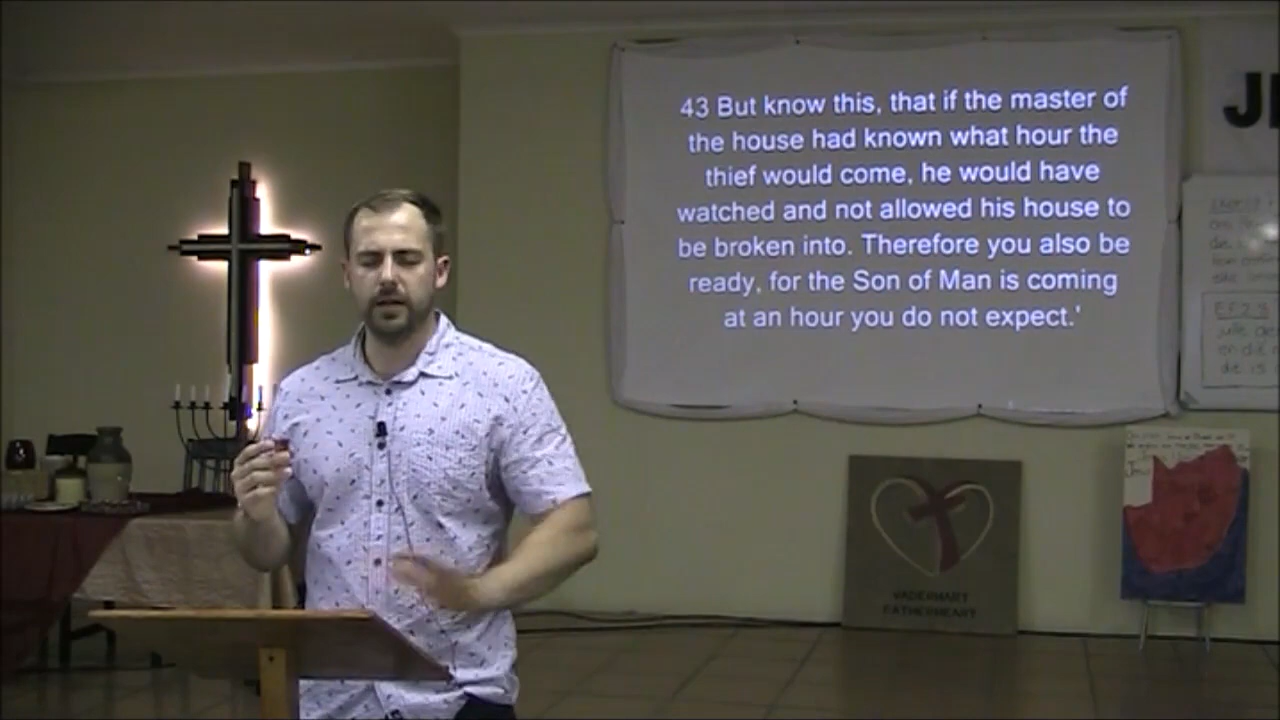 43 But know this, that if the master of
the house had known what hour the
thief would come, he would have
watched and not allowed his house to
be broken into. Therefore you also be
ready, for the Son of Man is coming
at an hour you do not expect.'
VADERHART
FATHERHEART